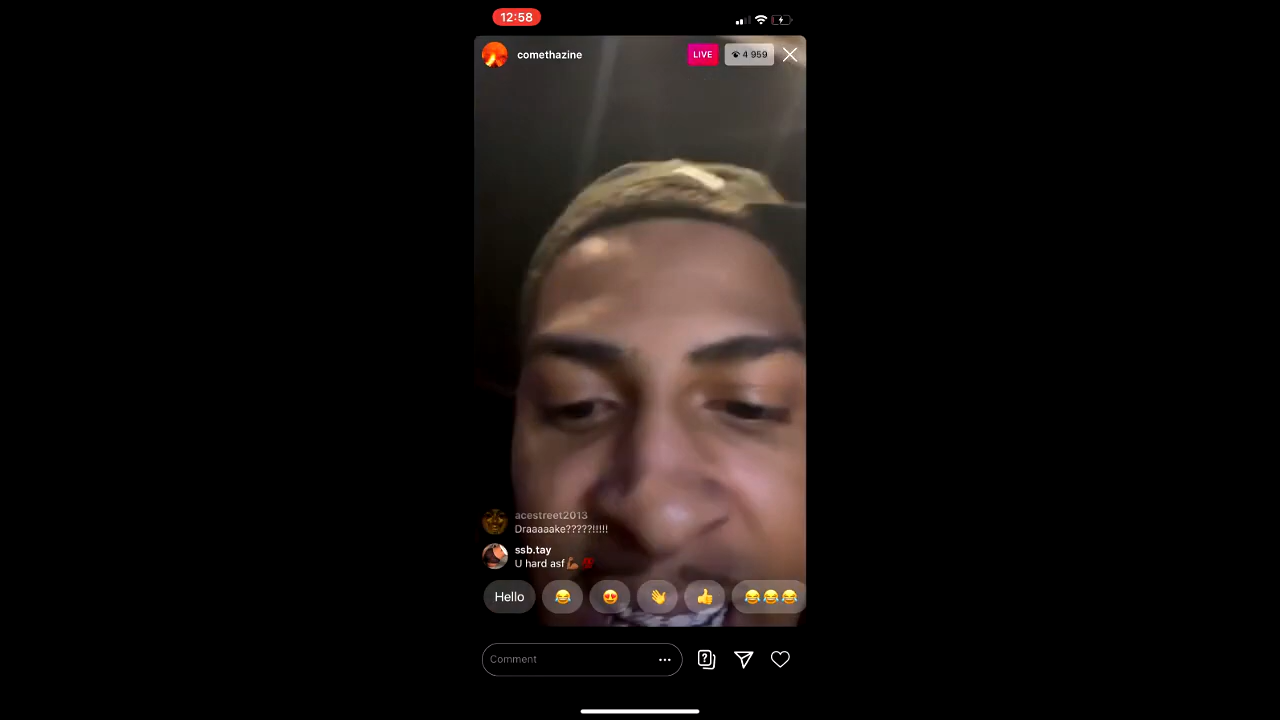 12:58
comethazine
LIVE
4 959
acestreet2013
Draaaaake?????!!!!!
ssb.tay
U hard asf💪🏾💯
Hello
😂
😍
👋
👍
😂😂😂
Comment